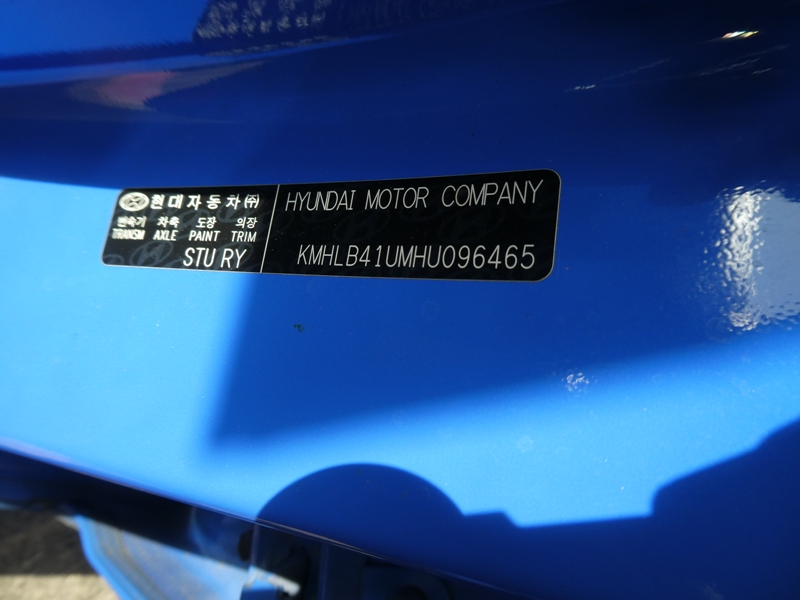 현대자동차㈜
변속기 차축 도장 의장
TRANSM AXLE PAINT TRIM
STU RY
HYUNDAI MOTOR COMPANY
KMHLB41UMHU096465